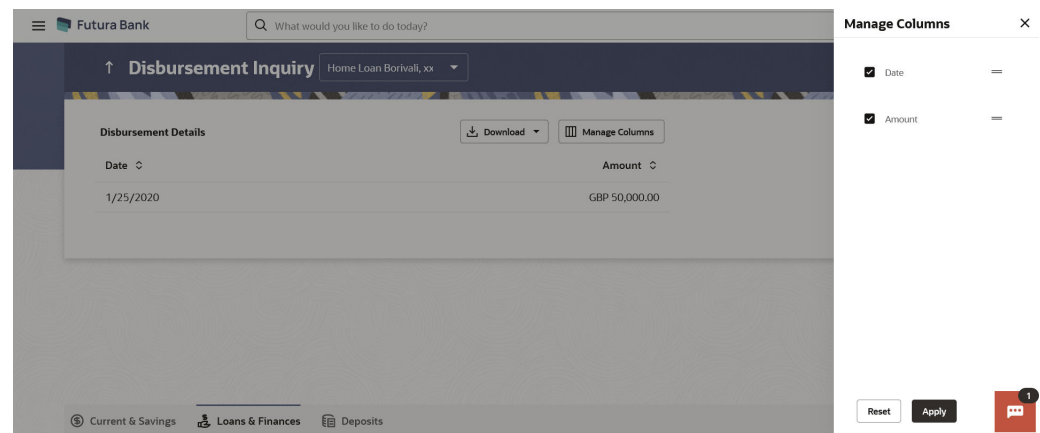 Futura Bank
What would you like to do today?
Manage Columns
Disbursement Inquiry
Home Loan Borivali, xx
Date
Amount
Disbursement Details
Download
Manage Columns
Date
Amount
1/25/2020
GBP 50,000.00
Reset
Apply
1
Current & Savings
Loans & Finances
Deposits